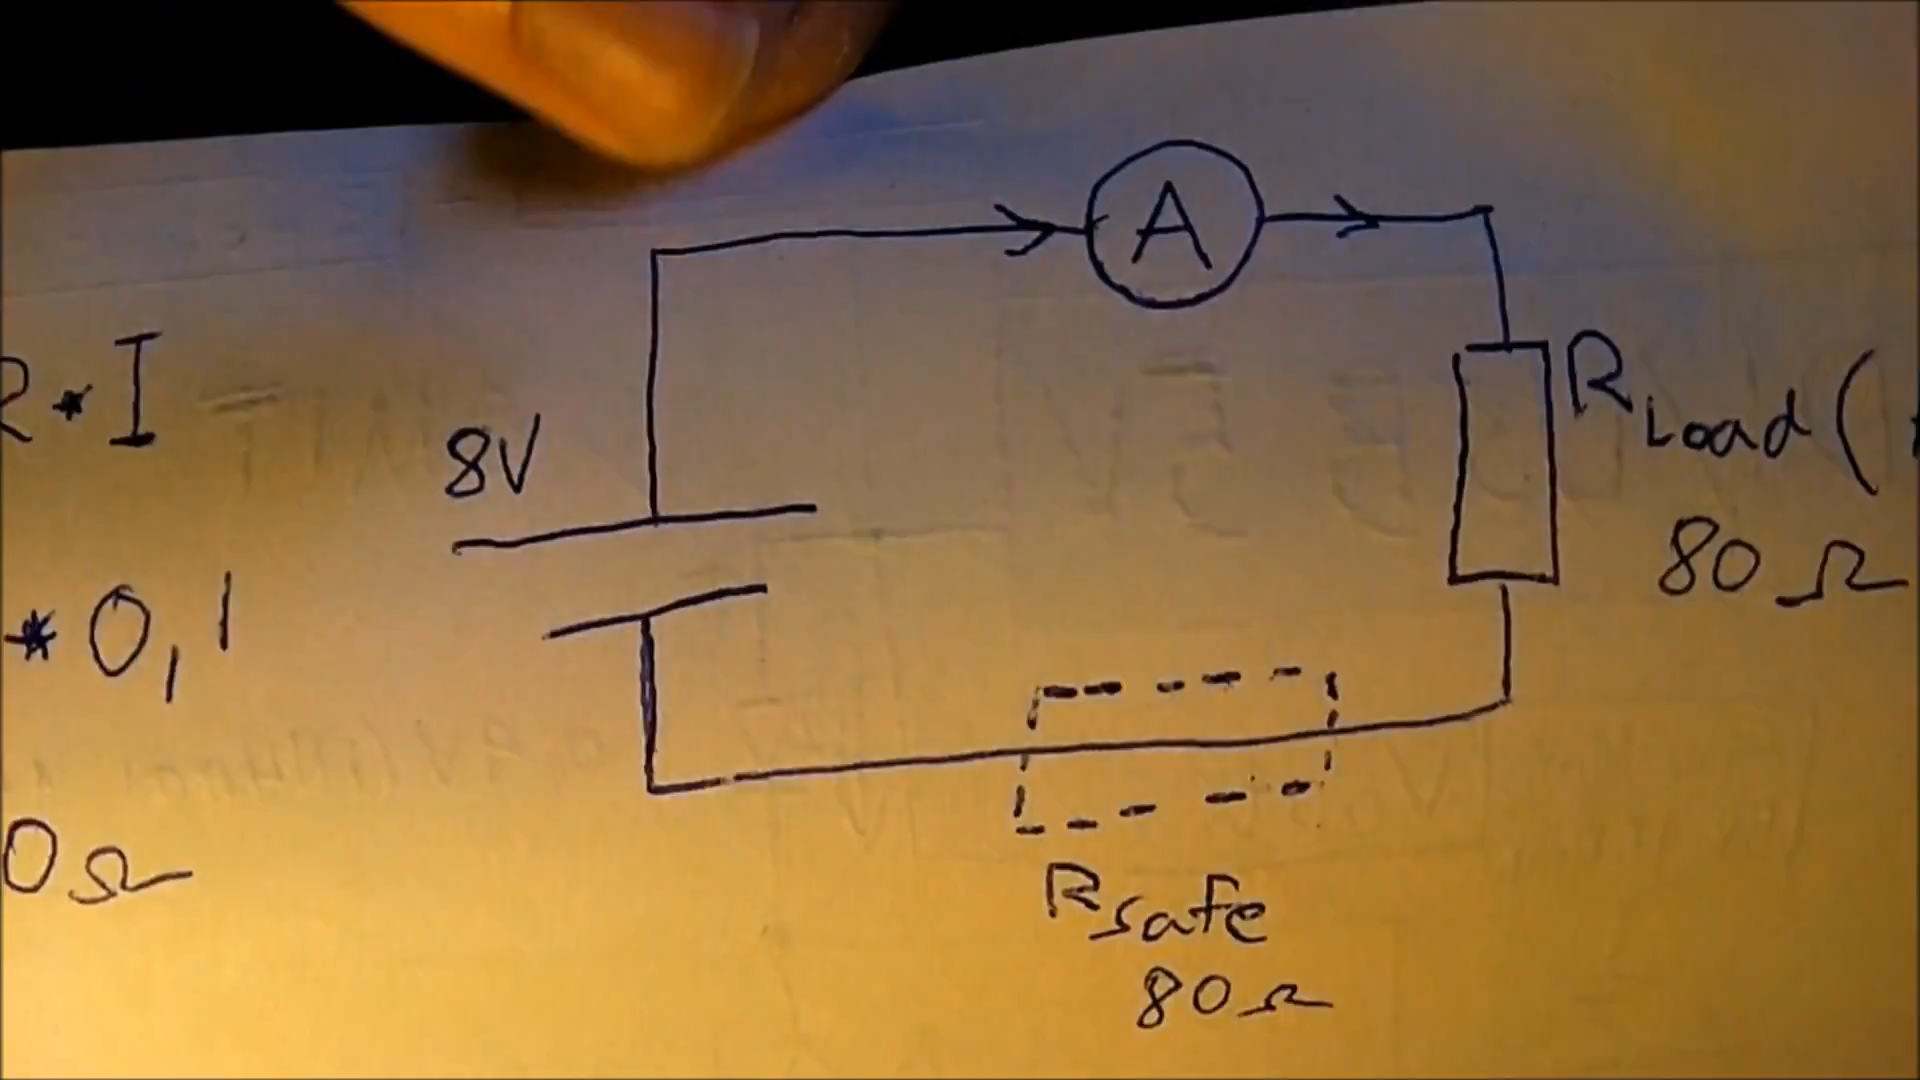 A
R * I
8V
RLoad (
80Ω
* 0,1
0Ω
Rsafe
80Ω